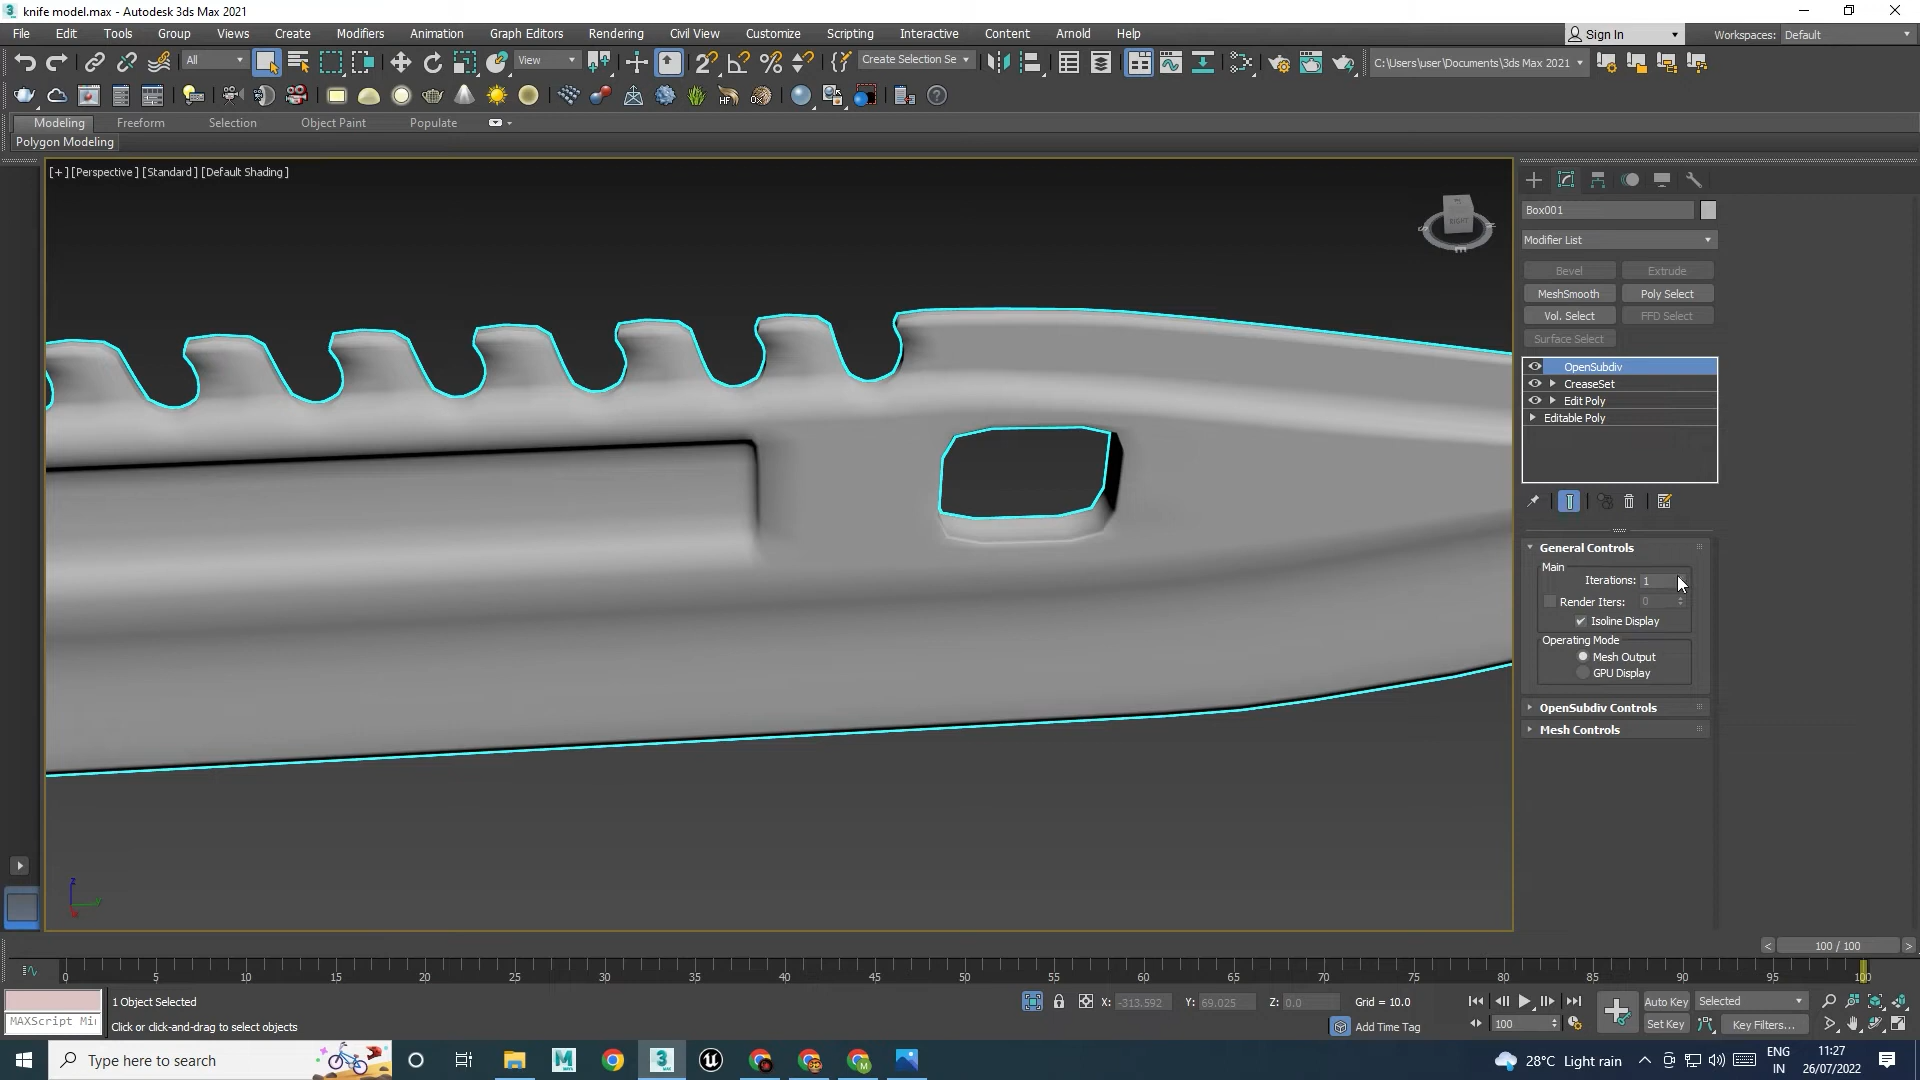 knife model.max - Autodesk 3ds Max 2021
File Edit Tools Group Views Create Modifiers Animation Graph Editors Rendering Civil View Customize Scripting Interactive Content Arnold Help
Sign In
Workspaces: Default
All
View
Create Selection Se
C:\Users\user\Documents\3ds Max 2021
Modeling Freeform Selection Object Paint Populate
Polygon Modeling
[+] [Perspective] [Standard] [Default Shading]
RIGHT
Box001
Modifier List
Bevel Extrude
MeshSmooth Poly Select
Vol. Select FFD Select
Surface Select
OpenSubdiv
CreaseSet
Edit Poly
Editable Poly
General Controls
Main
Iterations: 1
Render Iters: 0
Isoline Display
Operating Mode
Mesh Output
GPU Display
OpenSubdiv Controls
Mesh Controls
z
x
< 100 / 100 >
0 5 10 15 20 25 30 35 40 45 50 55 60 65 70 75 80 85 90 95 100
1 Object Selected
X: -313.592 Y: 69.025 Z: 0.0 Grid = 10.0
Auto Key Selected
MAXScript Mi
Click or click-and-drag to select objects
Add Time Tag
100
Set Key Key Filters...
Type here to search
28°C Light rain
ENG
IN
11:27
26/07/2022